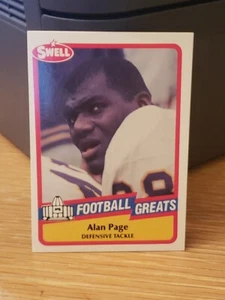 SWELL
FOOTBALL GREATS
Alan Page
DEFENSIVE TACKLE